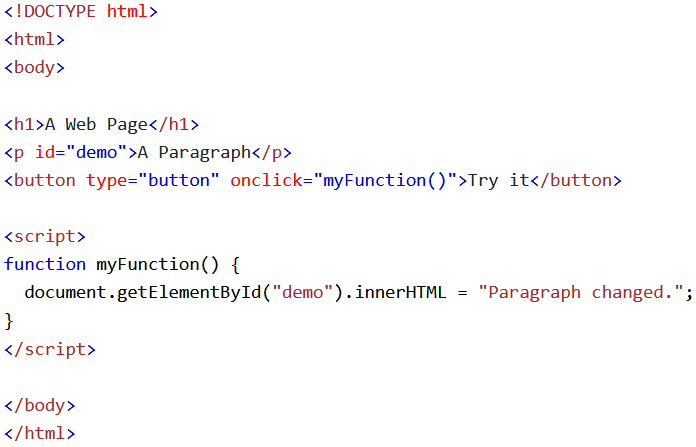 <!DOCTYPE html>
<html>
<body>

<h1>A Web Page</h1>
<p id="demo">A Paragraph</p>
<button type="button" onclick="myFunction()">Try it</button>

<script>
function myFunction() {
  document.getElementById("demo").innerHTML = "Paragraph changed.";
}
</script>

</body>
</html>